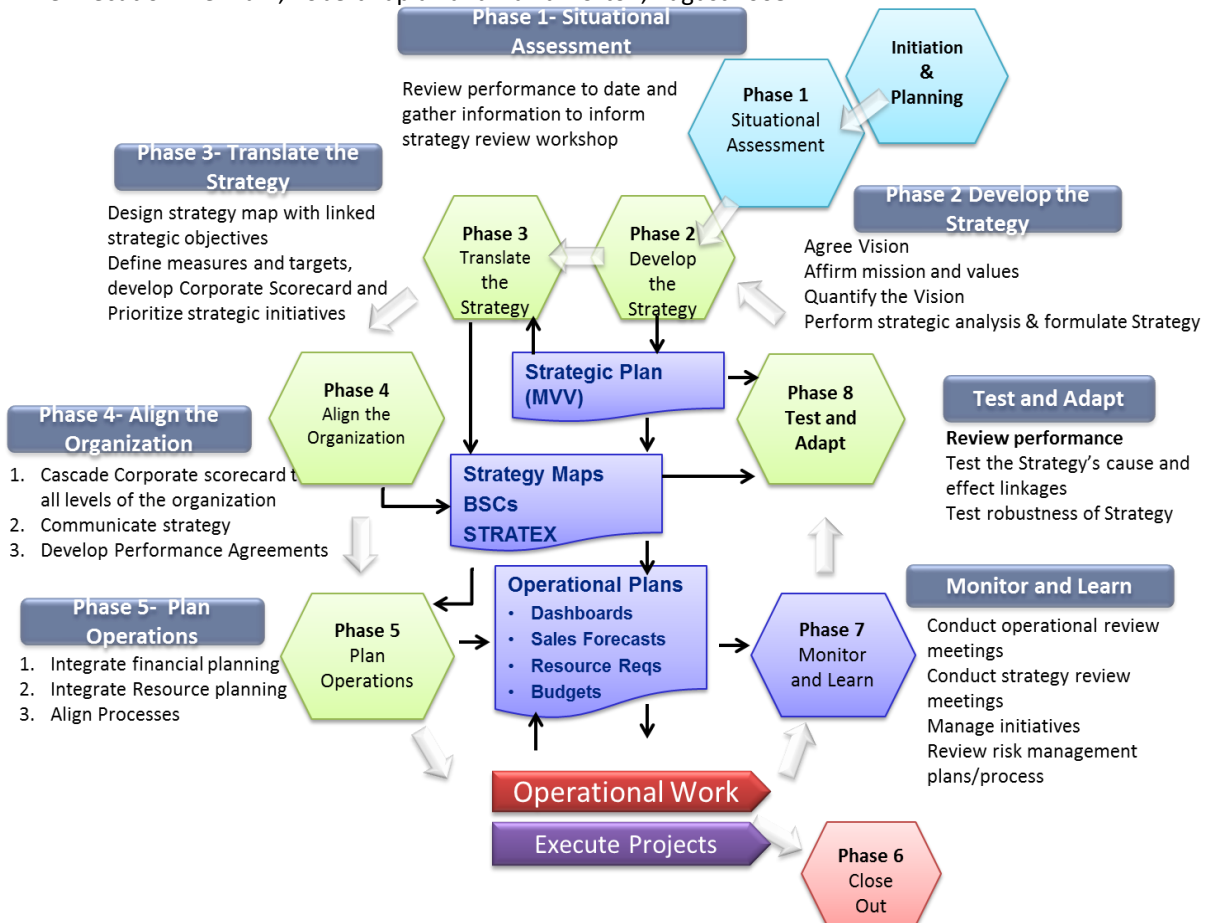 Phase 1- Situational
Assessment
Review performance to date and
gather information to inform
strategy review workshop
Initiation
&
Planning
Phase 1
Situational
Assessment
Phase 3- Translate the
Strategy
Design strategy map with linked
strategic objectives
Define measures and targets,
develop Corporate Scorecard and
Prioritize strategic initiatives
Phase 3
Translate
the
Strategy
Phase 2
Develop
the
Strategy
Phase 2 Develop the
Strategy
Agree Vision
Affirm mission and values
Quantify the Vision
Perform strategic analysis & formulate Strategy
Phase 4- Align the
Organization
1. Cascade Corporate scorecard t
all levels of the organization
2. Communicate strategy
3. Develop Performance Agreements
Phase 4
Align the
Organization
Strategic Plan
(MVV)
Strategy Maps
BSCs
STRATEX
Phase 8
Test and
Adapt
Test and Adapt
Review performance
Test the Strategy's cause and
effect linkages
Test robustness of Strategy
Phase 5- Plan
Operations
1. Integrate financial planning
2. Integrate Resource planning
3. Align Processes
Phase 5
Plan
Operations
Operational Plans
• Dashboards
• Sales Forecasts
• Resource Reqs
• Budgets
Phase 7
Monitor
and Learn
Monitor and Learn
Conduct operational review
meetings
Conduct strategy review
meetings
Manage initiatives
Review risk management
plans/process
Operational Work
Execute Projects
Phase 6
Close
Out